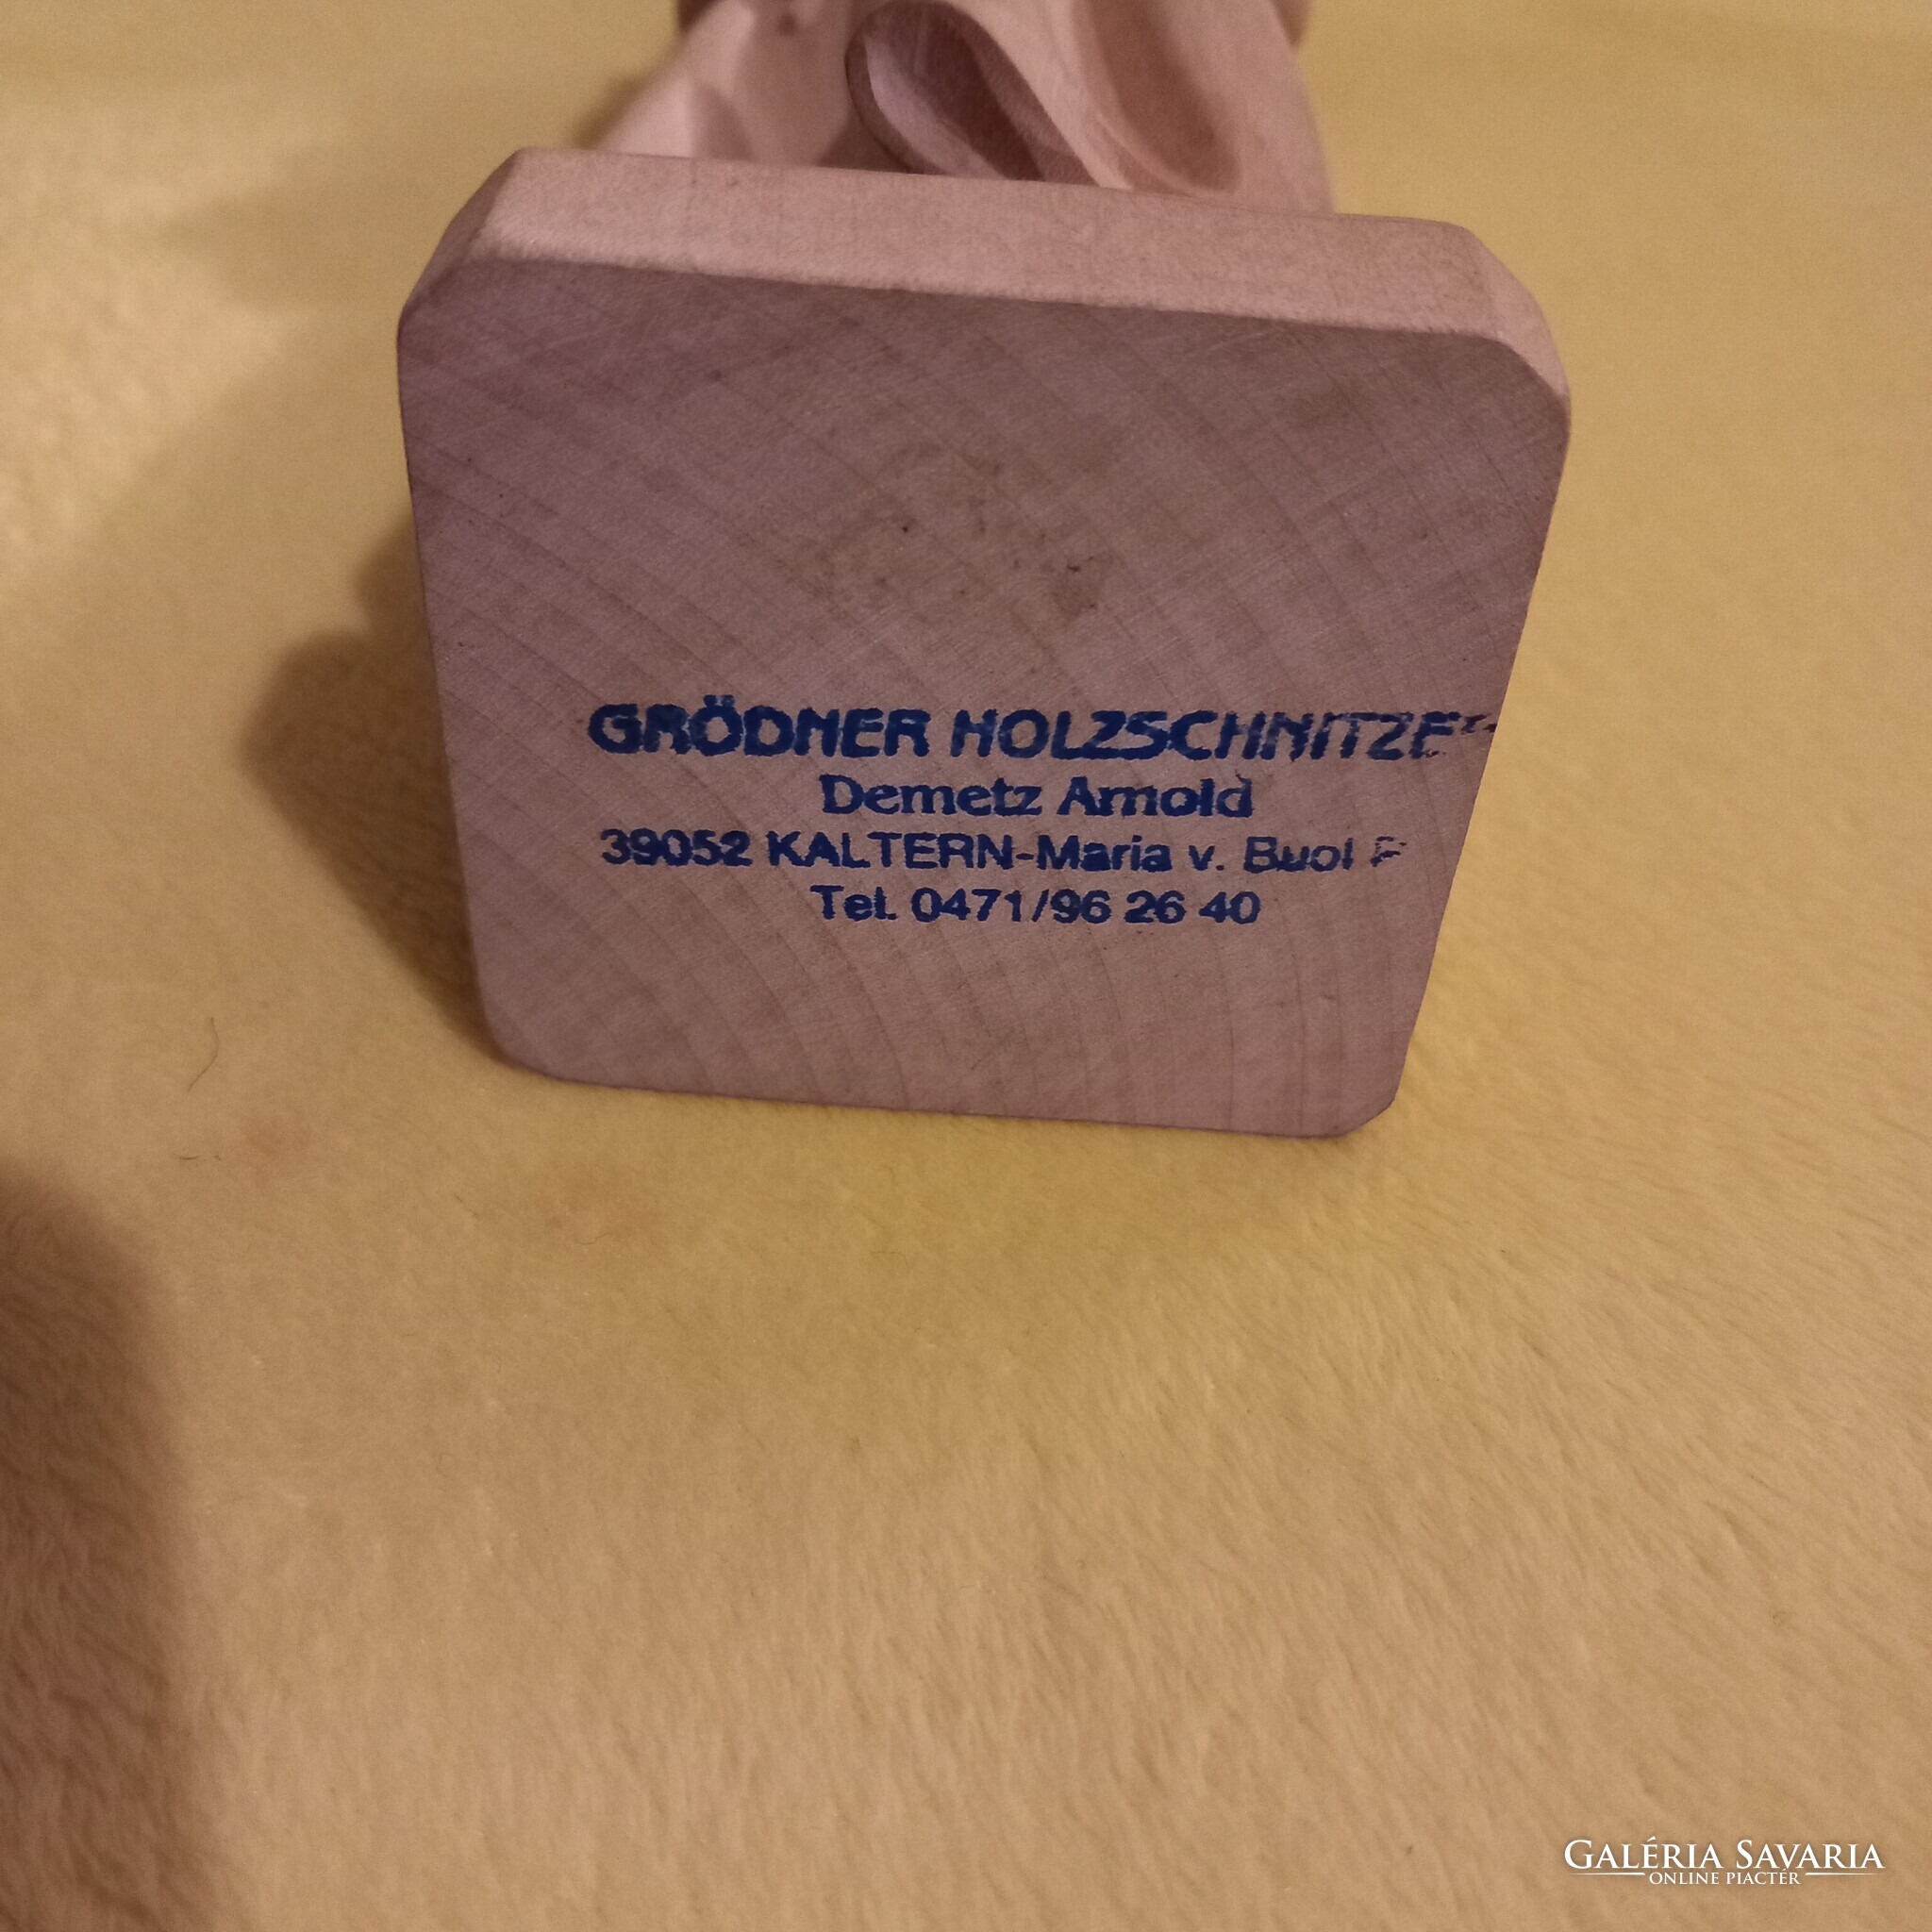 GRÖDNER HOLZSCHNITZE
Demetz Arnold
39052 KALTERN-Maria v. Buol P
Tel. 0471/96 26 40
GALÉRIA SAVARIA
ONLINE PIACTÉR